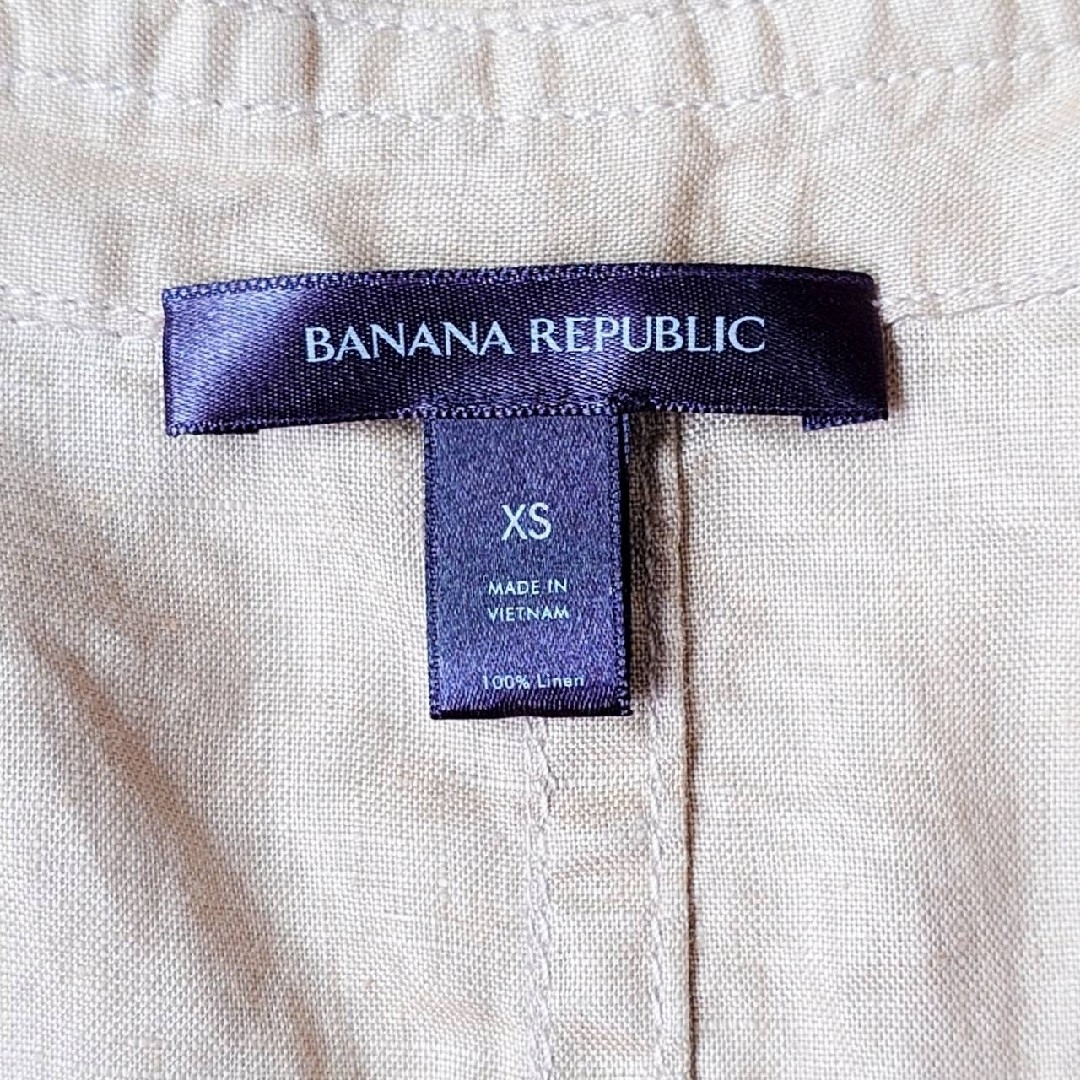 BANANA REPUBLIC
XS
MADE IN
VIETNAM
100% Linen